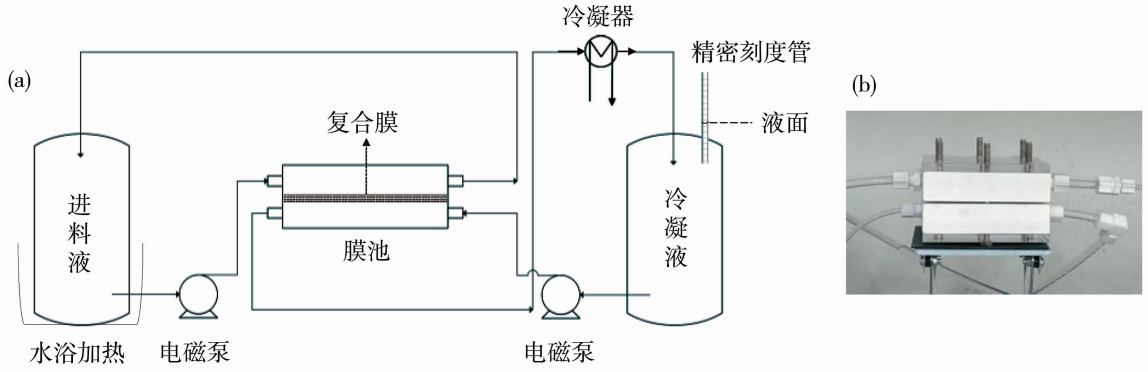 (a)
冷凝器
精密刻度管
液面
复合膜
进料液
膜池
冷凝液
水浴加热
电磁泵
电磁泵
(b)